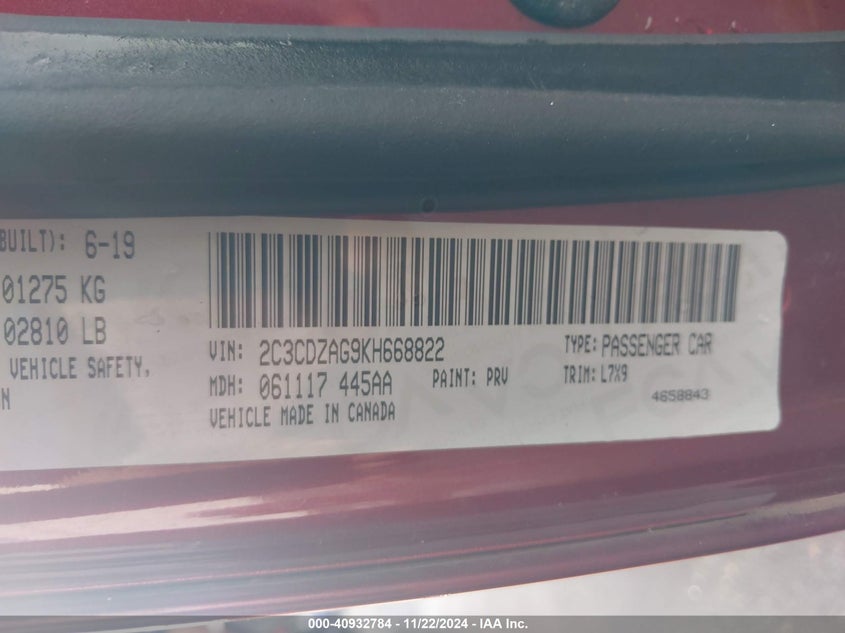 BUILT): 6-19
01275 KG
02810 LB
VEHICLE SAFETY,
N
VIN: 2C3CDZAG9KH668822
TYPE: PASSENGER CAR
MDH: 061117 445AA
PAINT: PRV
TRIM: L7X9
VEHICLE MADE IN CANADA
4658843
000-40932784 - 11/22/2024 - IAA Inc.